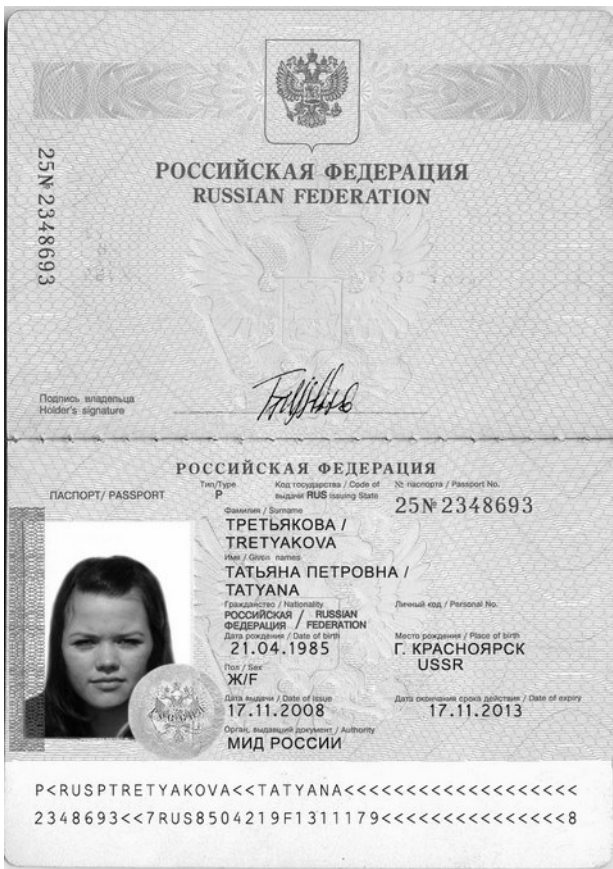 25№2348693
РОССИЙСКАЯ ФЕДЕРАЦИЯ
RUSSIAN FEDERATION
Подпись владельца
Holder's signature
РОССИЙСКАЯ ФЕДЕРАЦИЯ
ПАСПОРТ/ PASSPORT
Тип/Type
P
Код государства / Code of
выдачи RUS issuing State
№ паспорта / Passport No.
25№2348693
Фамилия / Surname
ТРЕТЬЯКОВА /
TRETYAKOVA
Имя / Given names
ТАТЬЯНА ПЕТРОВНА /
TATYANA
Гражданство / Nationality
РОССИЙСКАЯ / RUSSIAN
ФЕДЕРАЦИЯ / FEDERATION
Личный код / Personal No.
Дата рождения / Date of birth
21.04.1985
Место рождения / Place of birth
Г. КРАСНОЯРСК
USSR
Пол / Sex
Ж/F
Дата выдачи / Date of issue
17.11.2008
Дата окончания срока действия / Date of expiry
17.11.2013
Орган, выдавший документ / Authority
МИД РОССИИ
P<RUSPTRETYAKOVA<<TATYANA<<<<<<<<<<<<<<<<<<<
2348693<<7RUS8504219F1311179<<<<<<<<<<<<<<<8